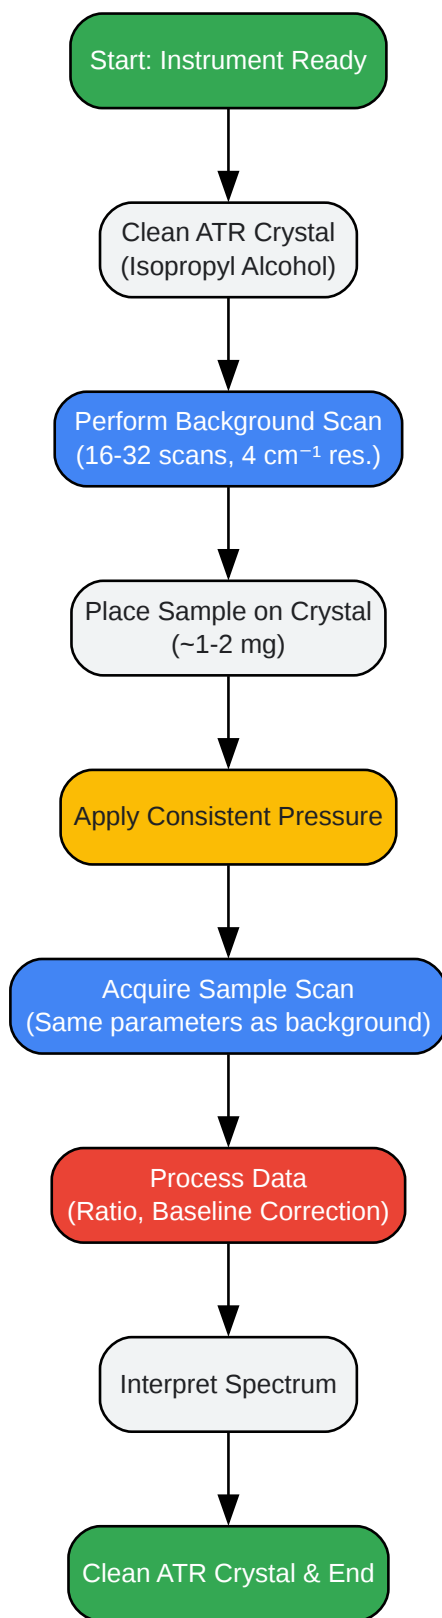 Start: Instrument Ready
Clean ATR Crystal
(Isopropyl Alcohol)
Perform Background Scan
(16-32 scans, 4 cm⁻¹ res.)
Place Sample on Crystal
(~1-2 mg)
Apply Consistent Pressure
Acquire Sample Scan
(Same parameters as background)
Process Data
(Ratio, Baseline Correction)
Interpret Spectrum
Clean ATR Crystal & End